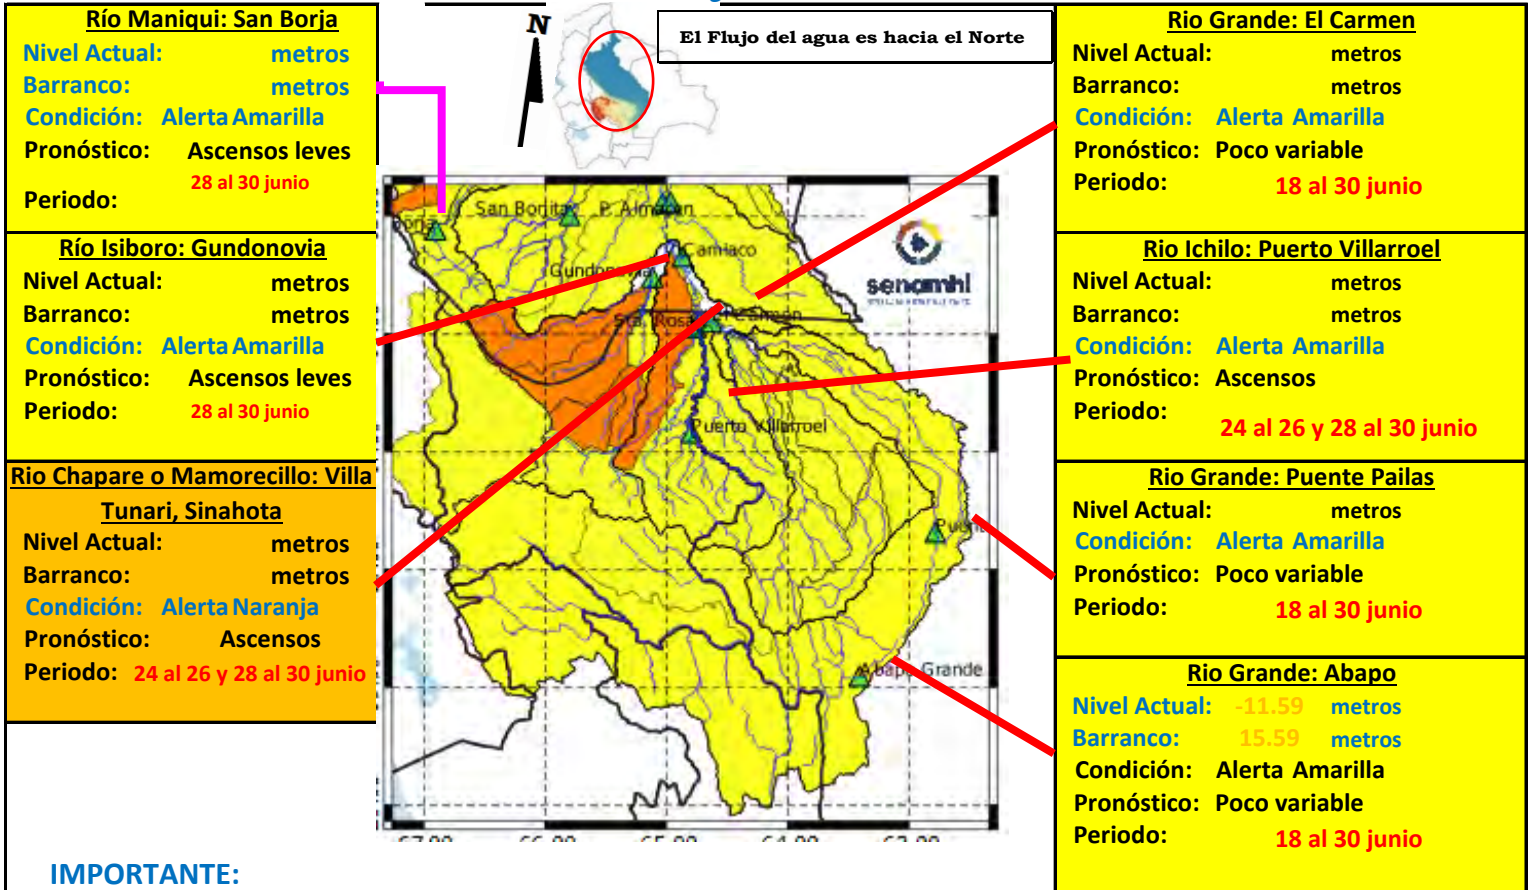 Río Maniqui: San Borja
Nivel Actual: metros
Barranco: metros
Condición: Alerta Amarilla
Pronóstico: Ascensos leves
Periodo: 28 al 30 junio
Río Isiboro: Gundonovia
Nivel Actual: metros
Barranco: metros
Condición: Alerta Amarilla
Pronóstico: Ascensos leves
Periodo: 28 al 30 junio
Rio Chapare o Mamorecillo: Villa
Tunari, Sinahota
Nivel Actual: metros
Barranco: metros
Condición: Alerta Naranja
Pronóstico: Ascensos
Periodo: 24 al 26 y 28 al 30 junio
IMPORTANTE:
N
El Flujo del agua es hacia el Norte
San Bonita
P. Almacen
Camiaco
Gundonovia
senamhi
Sta. Rosa
El Carmen
Puerto Villarroel
Abapo Grande
Rio Grande: El Carmen
Nivel Actual: metros
Barranco: metros
Condición: Alerta Amarilla
Pronóstico: Poco variable
Periodo: 18 al 30 junio
Rio Ichilo: Puerto Villarroel
Nivel Actual: metros
Barranco: metros
Condición: Alerta Amarilla
Pronóstico: Ascensos
Periodo: 24 al 26 y 28 al 30 junio
Rio Grande: Puente Pailas
Nivel Actual: metros
Condición: Alerta Amarilla
Pronóstico: Poco variable
Periodo: 18 al 30 junio
Rio Grande: Abapo
Nivel Actual: -11.59 metros
Barranco: 15.59 metros
Condición: Alerta Amarilla
Pronóstico: Poco variable
Periodo: 18 al 30 junio